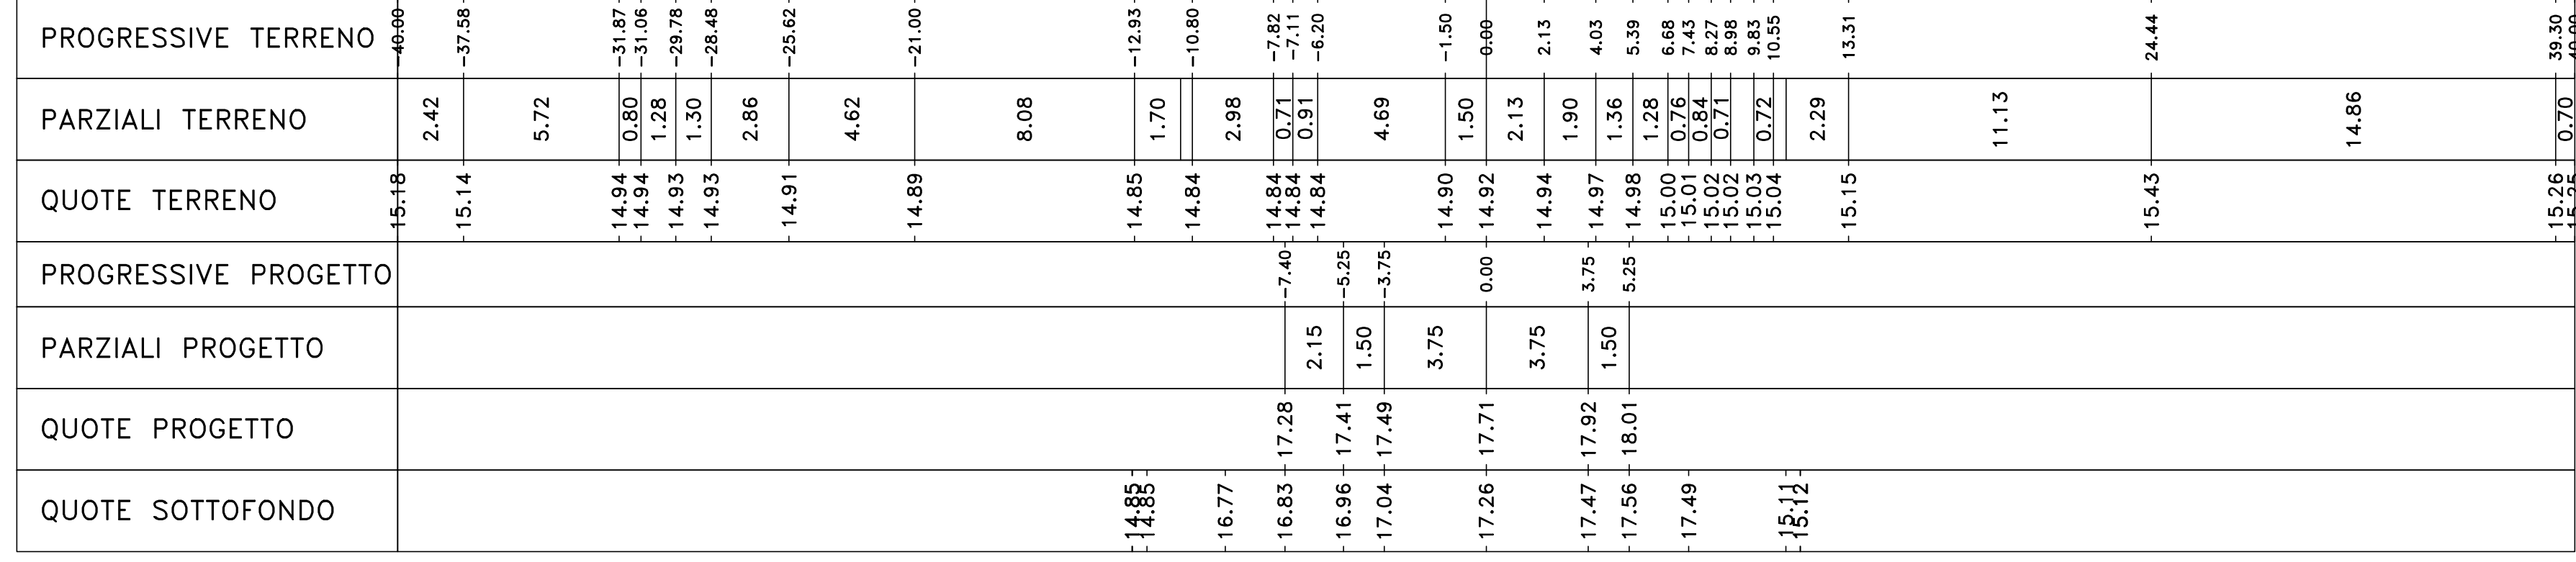 PROGRESSIVE TERRENO -40.00 -37.58 -31.87 -31.06 -29.78 -28.48 -25.62 -21.00 -12.93 -10.80 -7.82 -7.11 -6.20 -1.50 0.00 2.13 4.03 5.39 6.68 7.43 8.27 8.98 9.83 10.55 13.31 24.44 39.30
PARZIALI TERRENO 2.42 5.72 0.80 1.28 1.30 2.86 4.62 8.08 1.70 2.98 0.71 0.91 4.69 1.50 2.13 1.90 1.36 1.28 0.76 0.84 0.71 0.72 2.29 11.13 14.86 0.70
QUOTE TERRENO 15.18 15.14 14.94 14.94 14.93 14.93 14.91 14.89 14.85 14.84 14.84 14.84 14.84 14.90 14.92 14.94 14.97 14.98 15.00 15.01 15.02 15.02 15.03 15.04 15.15 15.43 15.26
PROGRESSIVE PROGETTO -7.40 -5.25 -3.75 0.00 3.75 5.25
PARZIALI PROGETTO 2.15 1.50 3.75 3.75 1.50
QUOTE PROGETTO 17.28 17.41 17.49 17.71 17.92 18.01
QUOTE SOTTOFONDO 14.85 14.85 16.77 16.83 16.96 17.04 17.26 17.47 17.56 17.49 15.11 15.12